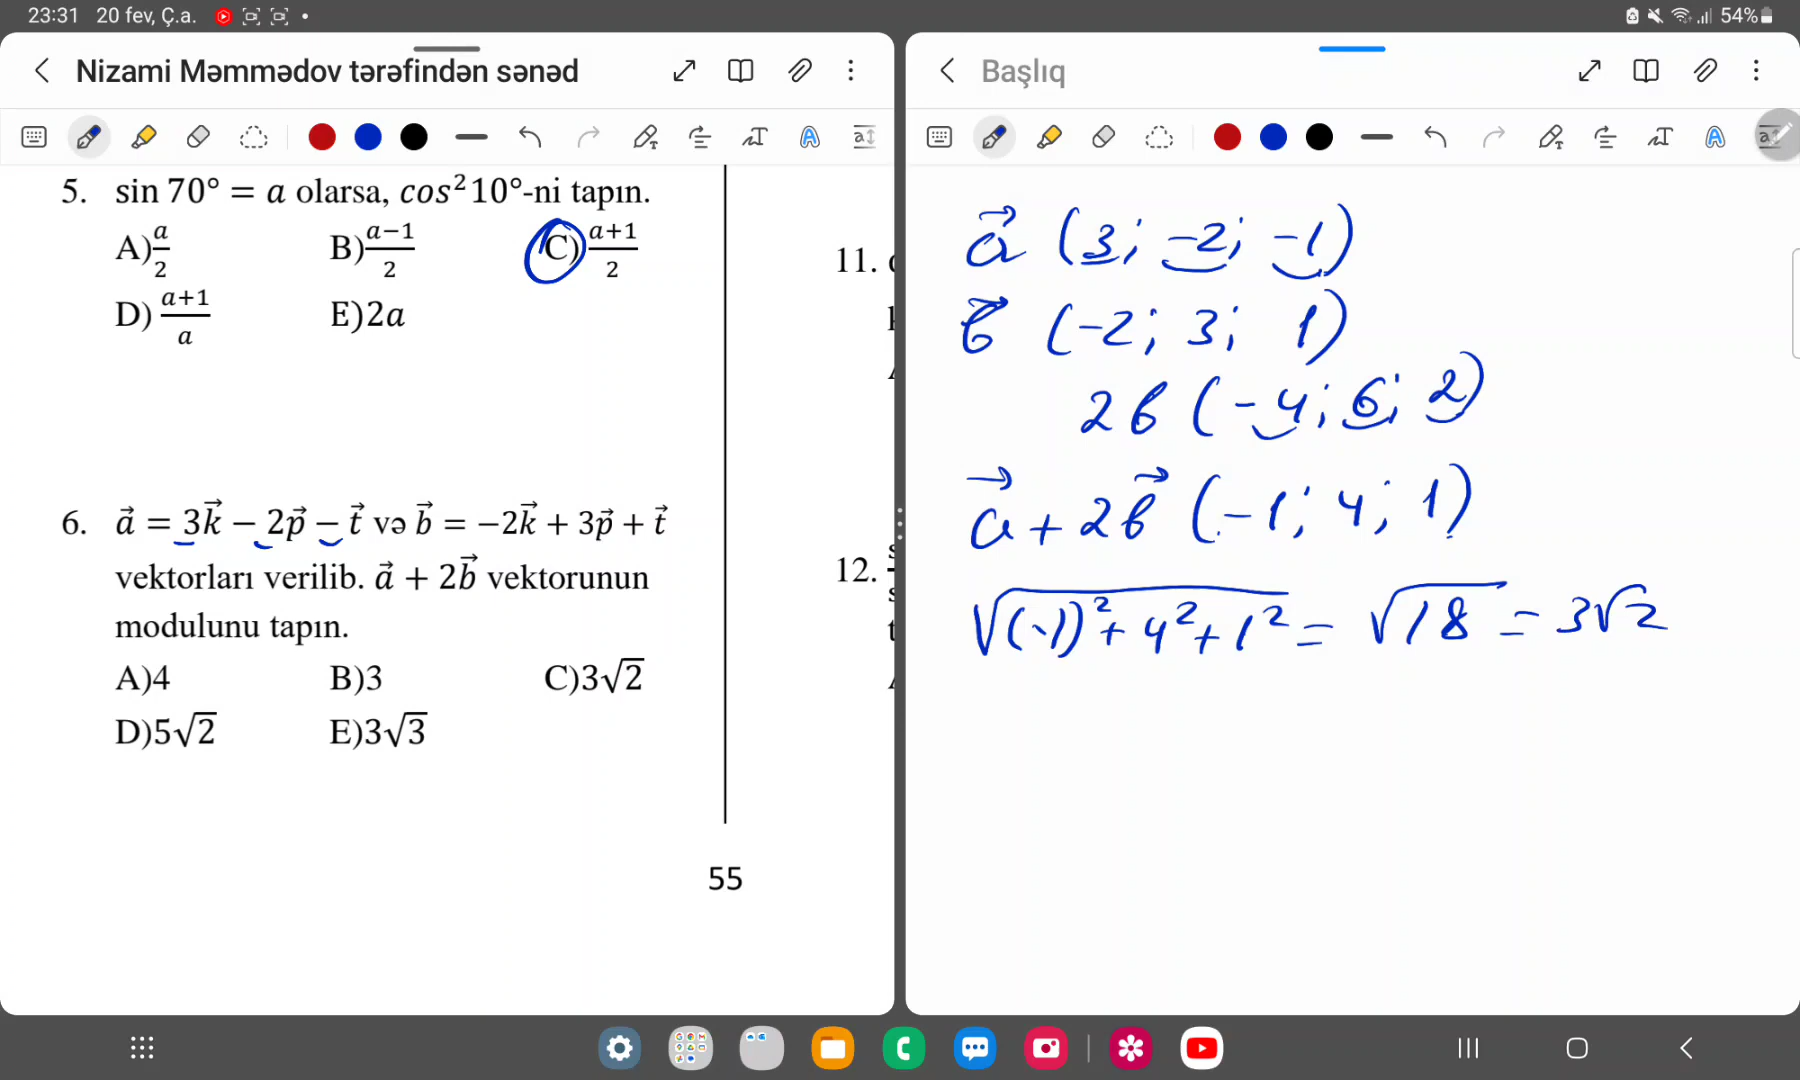 23:31 20 fev, Ç.a.
54%
Nizami Məmmədov tərəfindən sənəd
5. sin 70° = a olarsa, cos²10°-ni tapın.
A) a/2 B) a−1/2 C) a+1/2
D) a+1/a E)2a
6. a⃗ = 3k⃗ − 2p⃗ − t⃗ və b⃗ = −2k⃗ + 3p⃗ + t⃗
vektorları verilib. a⃗ + 2b⃗ vektorunun
modulunu tapın.
A)4 B)3 C)3√2
D)5√2 E)3√3
11.
12.
55
Başlıq
a⃗ (3; -2; -1)
b⃗ (-2; 3; 1)
2b (-4; 6; 2)
a⃗ + 2b⃗ (-1; 4; 1)
√((-1)² + 4² + 1²) = √18 = 3√2